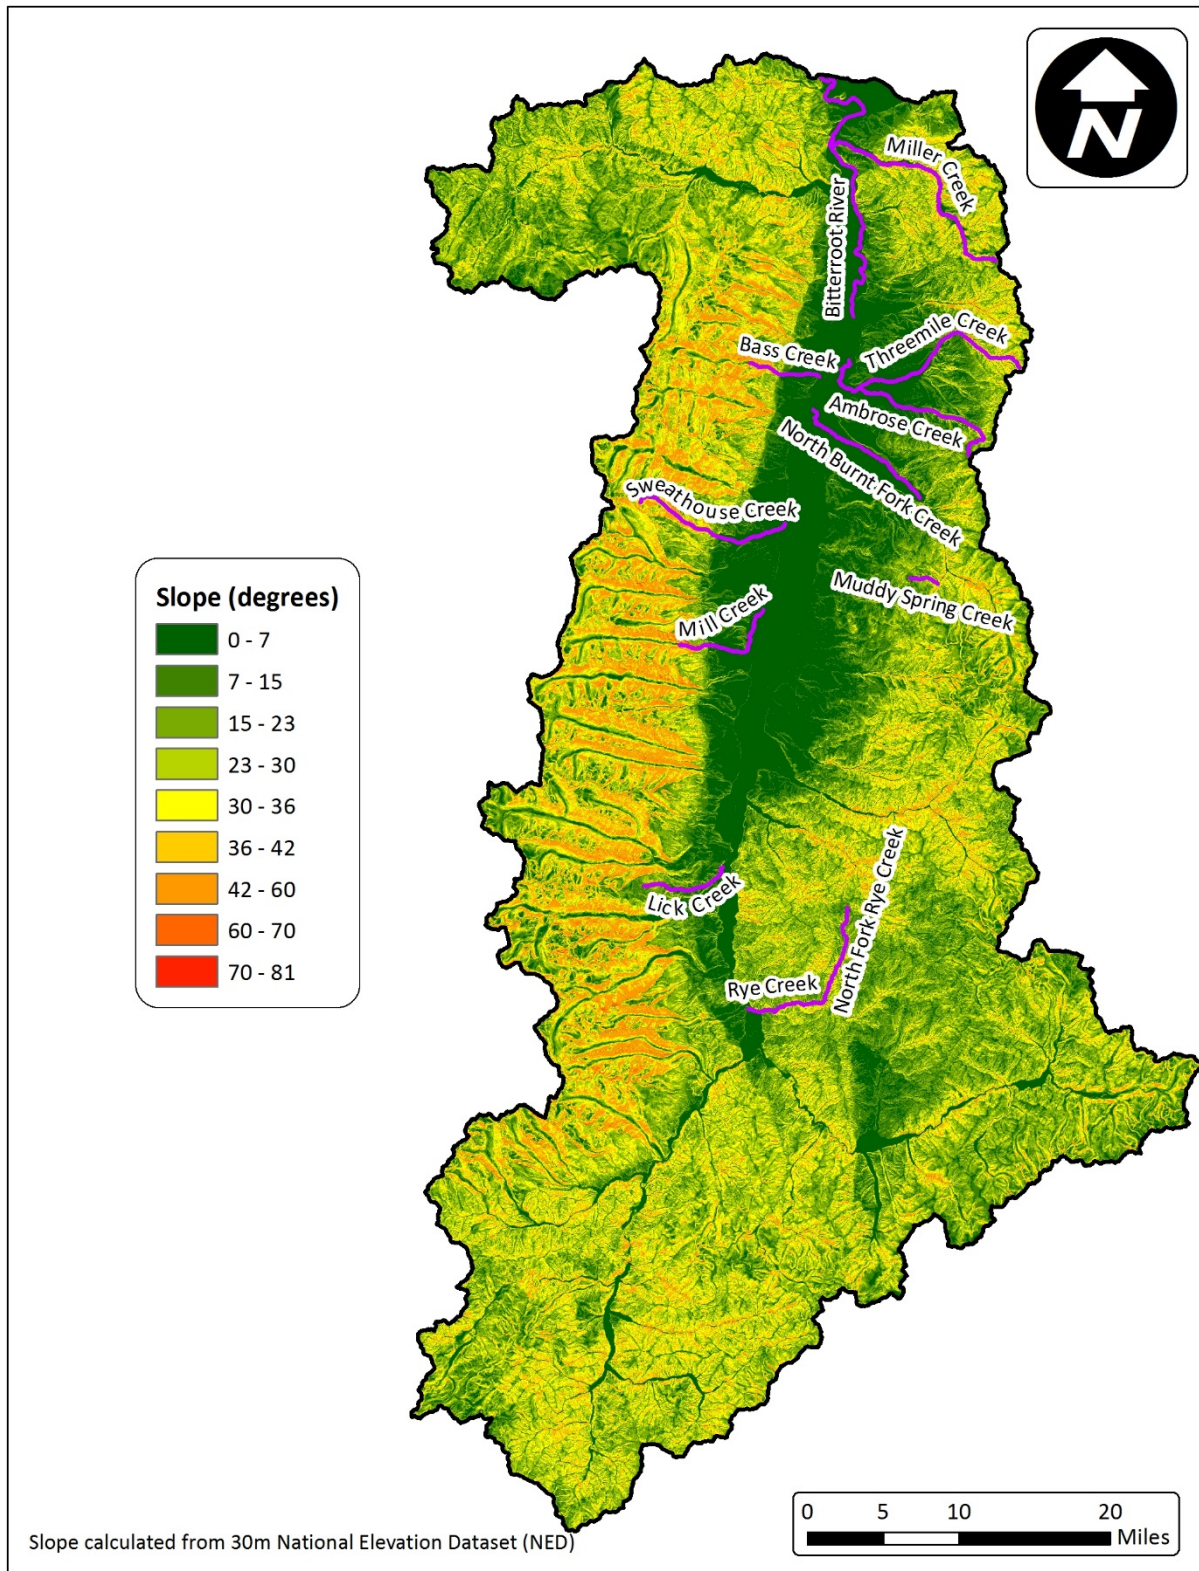 N
Miller Creek
Bitterroot River
Threemile Creek
Bass Creek
Ambrose Creek
North Burnt Fork Creek
Sweathouse Creek
Muddy Spring Creek
Mill Creek
Slope (degrees)
0 - 7
7 - 15
15 - 23
23 - 30
30 - 36
36 - 42
42 - 60
60 - 70
70 - 81
Lick Creek
North Fork Rye Creek
Rye Creek
0 5 10 20
Miles
Slope calculated from 30m National Elevation Dataset (NED)